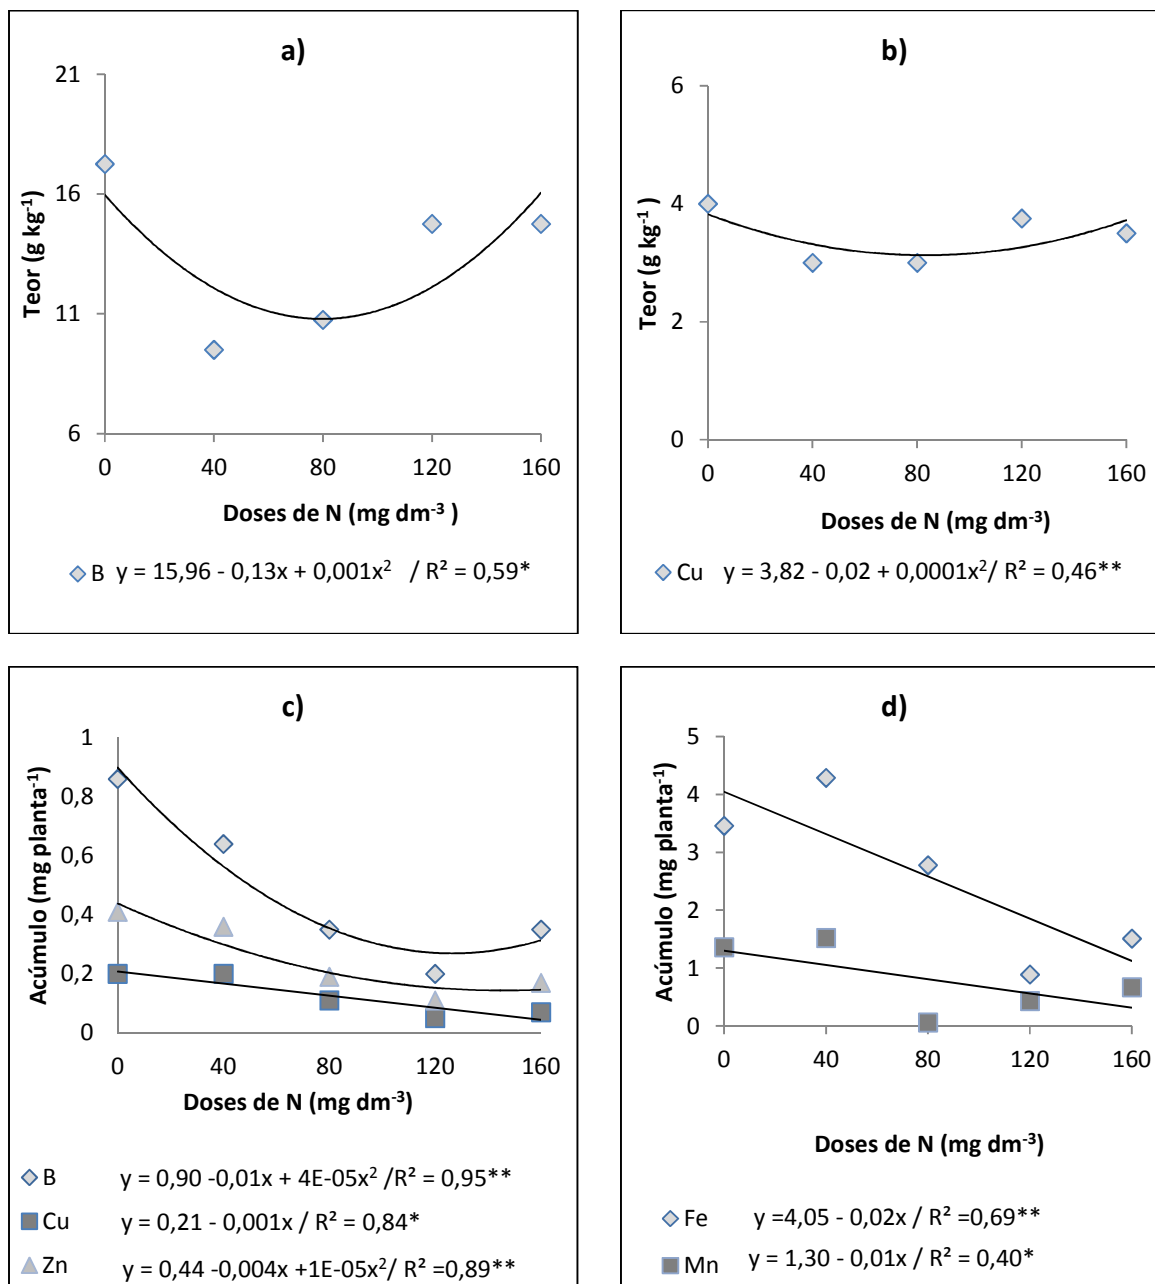 a)
21
16
11
6
Teor (g kg⁻¹)
0 40 80 120 160
Doses de N (mg dm⁻³ )
B y = 15,96 - 0,13x + 0,001x² / R² = 0,59*
b)
6
4
2
0
Teor (g kg⁻¹ )
0 40 80 120 160
Doses de N (mg dm⁻³)
Cu y = 3,82 - 0,02 + 0,0001x²/ R² = 0,46**
c)
1
0,8
0,6
0,4
0,2
0
Acúmulo (mg planta⁻¹)
0 40 80 120 160
Doses de N (mg dm⁻³)
B y = 0,90 -0,01x + 4E-05x² /R² = 0,95**
Cu y = 0,21 - 0,001x / R² = 0,84*
Zn y = 0,44 -0,004x +1E-05x²/ R² =0,89**
d)
5
4
3
2
1
0
Acúmulo (mg planta⁻¹)
0 40 80 120 160
Doses de N (mg dm⁻³)
Fe y =4,05 - 0,02x / R² =0,69**
Mn y = 1,30 - 0,01x / R² = 0,40*